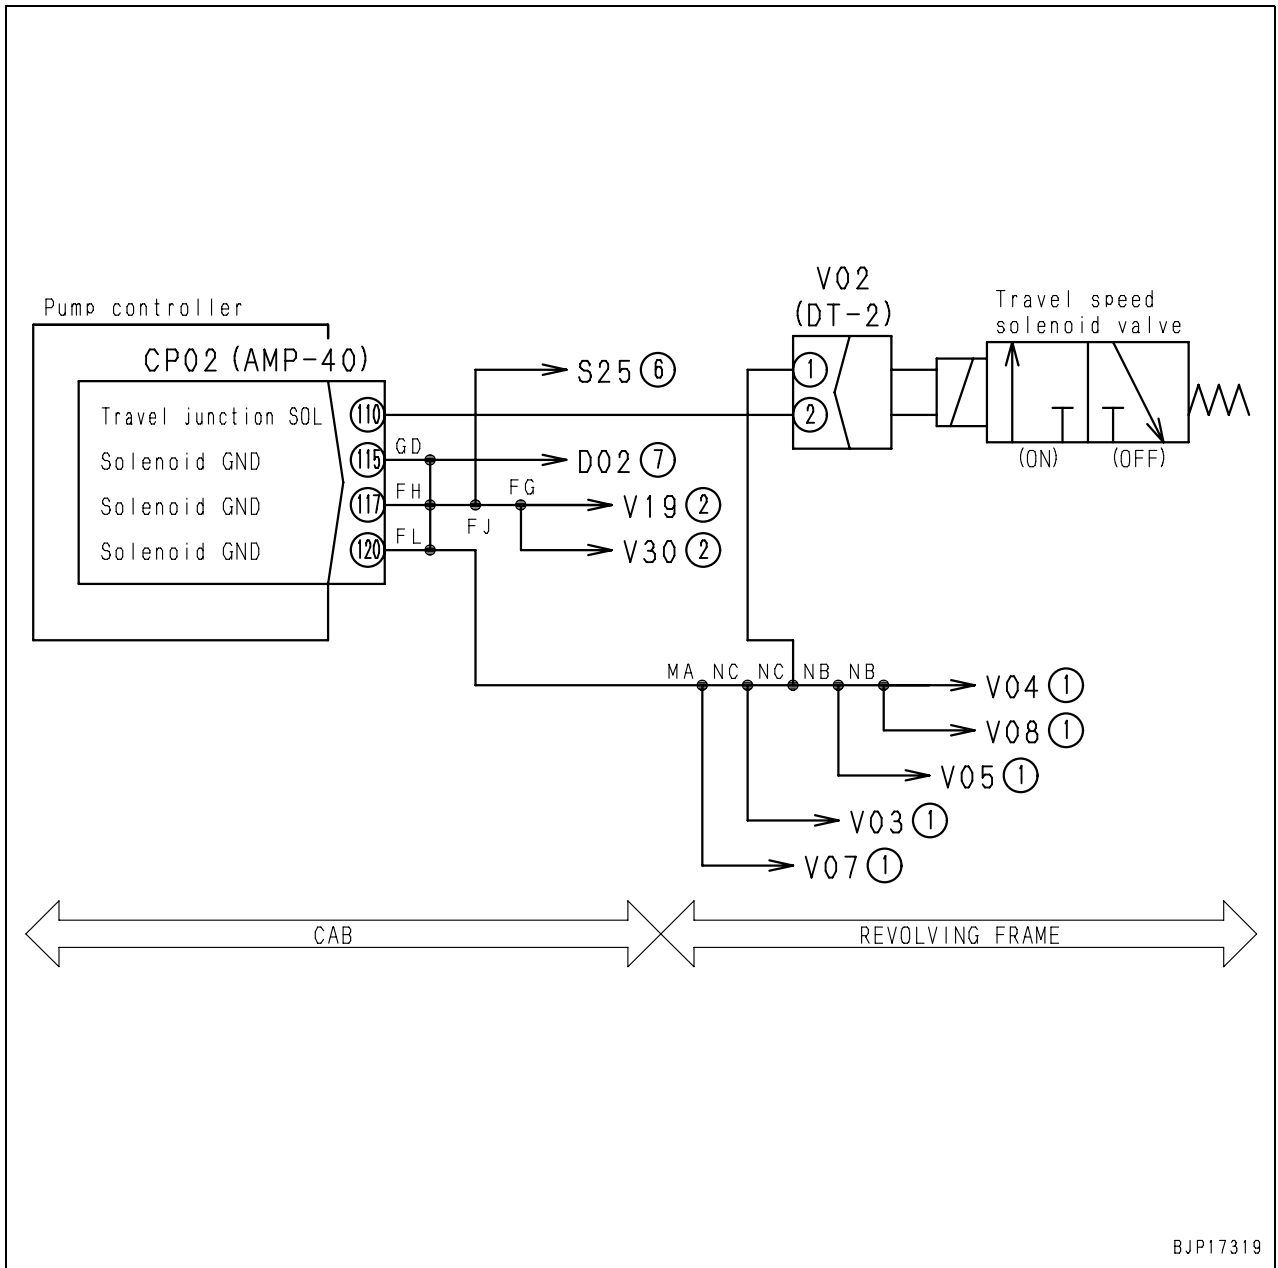 V02
(DT-2)
Pump controller
Travel speed
solenoid valve
CP02 (AMP-40)
S25 6
1
Travel junction SOL 110
2
Solenoid GND 115 GD
D02 7
(ON) (OFF)
Solenoid GND 117 FH
FG
V19 2
FJ
Solenoid GND 120 FL
V30 2
MA NC NC NB NB
V04 1
V08 1
V05 1
V03 1
V07 1
CAB
REVOLVING FRAME
BJP17319